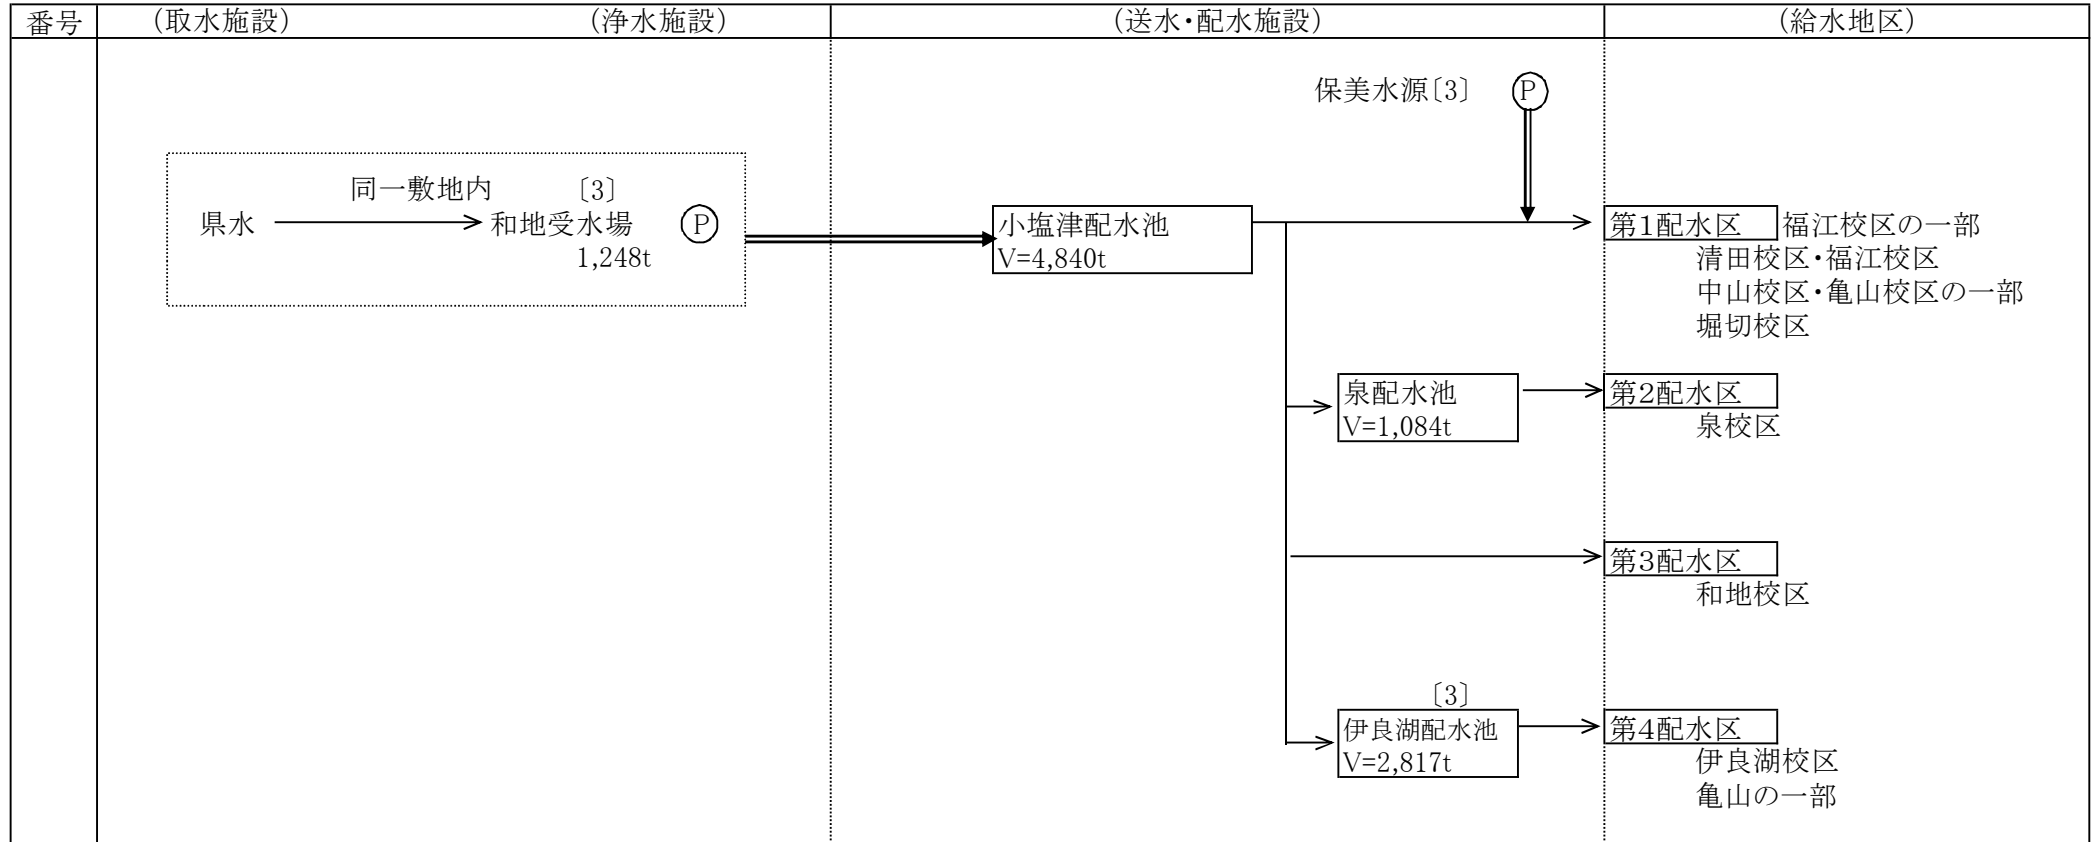 番号 (取水施設) (浄水施設) (送水・配水施設) (給水地区)
保美水源〔3〕 P
同一敷地内 〔3〕
県水 和地受水場 P
1,248t
小塩津配水池
V=4,840t
第1配水区 福江校区の一部
清田校区・福江校区
中山校区・亀山校区の一部
堀切校区
泉配水池
V=1,084t
第2配水区
泉校区
第3配水区
和地校区
〔3〕
伊良湖配水池
V=2,817t
第4配水区
伊良湖校区
亀山の一部